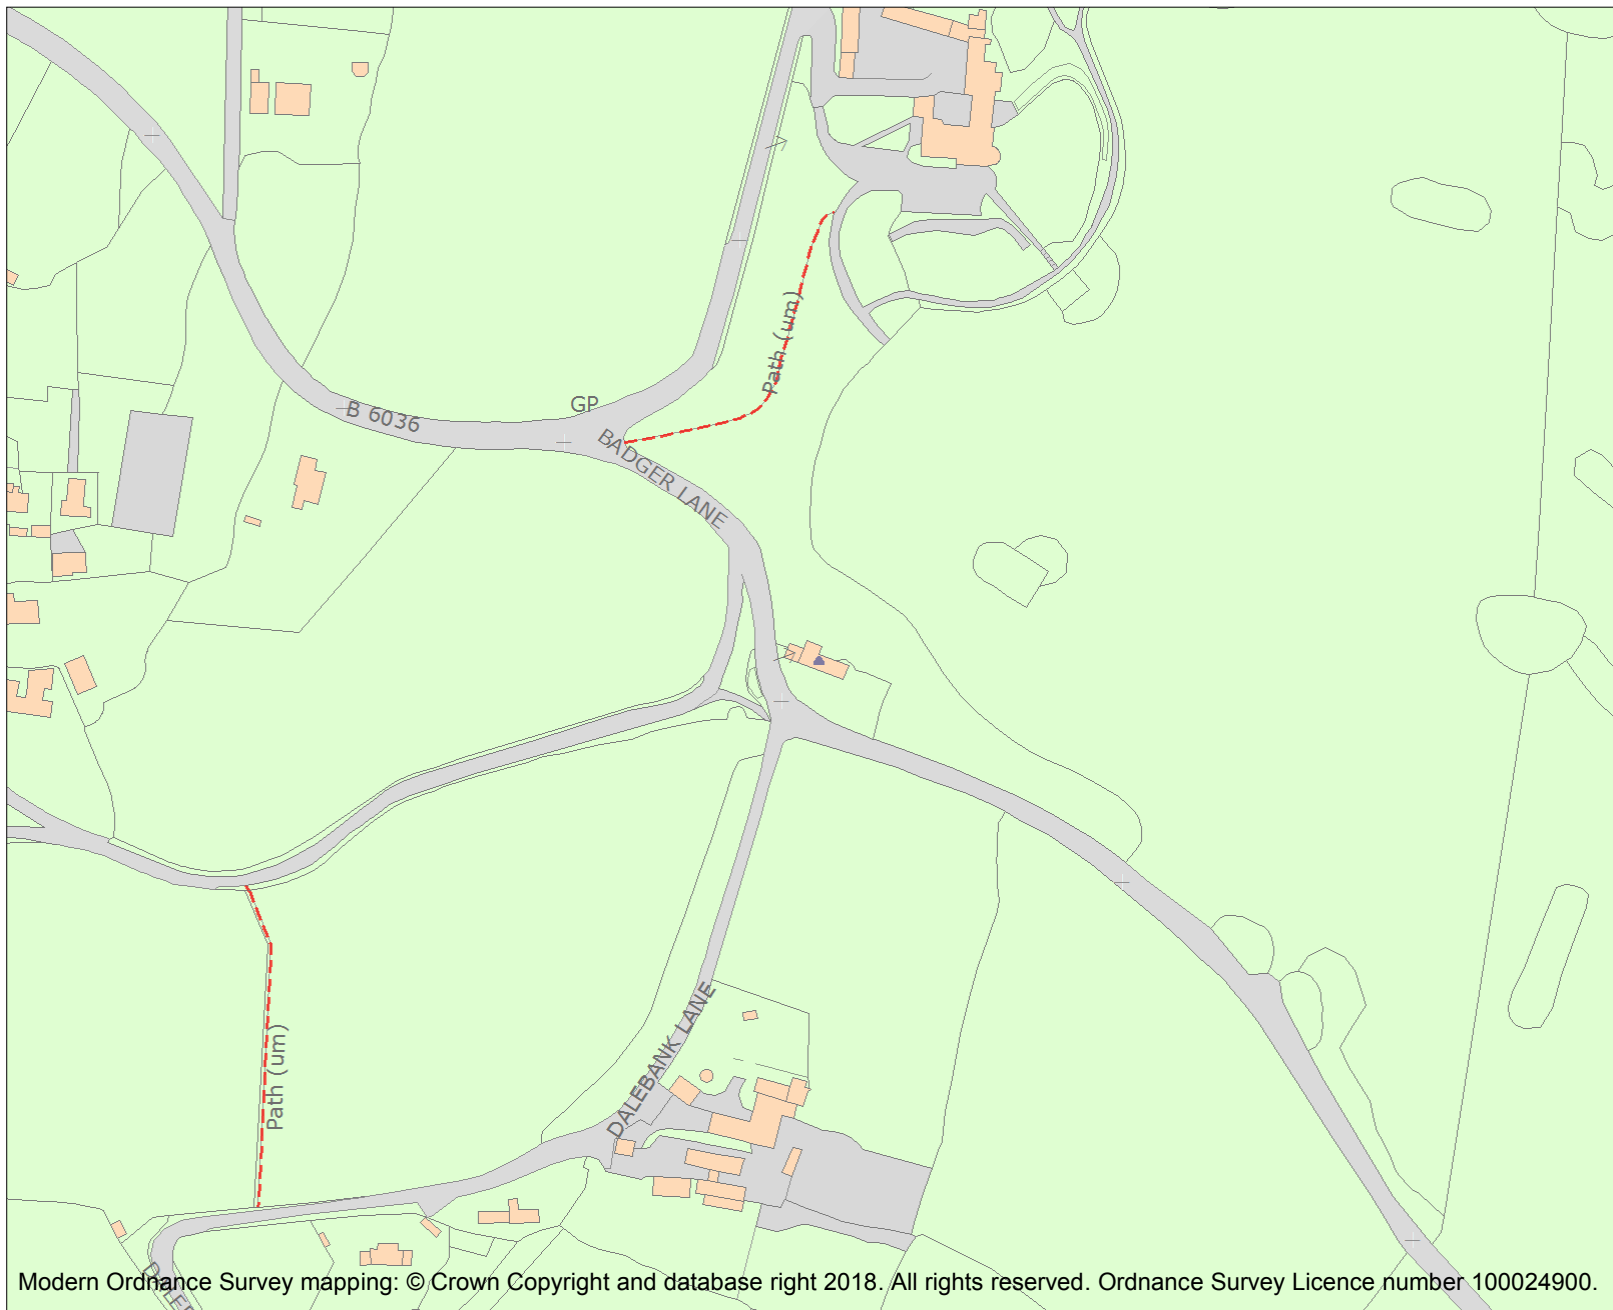 Path (um)
GP
B 6036
BADGER LANE
DALEBANK LANE
Path (um)
Modern Ordnance Survey mapping: © Crown Copyright and database right 2018. All rights reserved. Ordnance Survey Licence number 100024900.